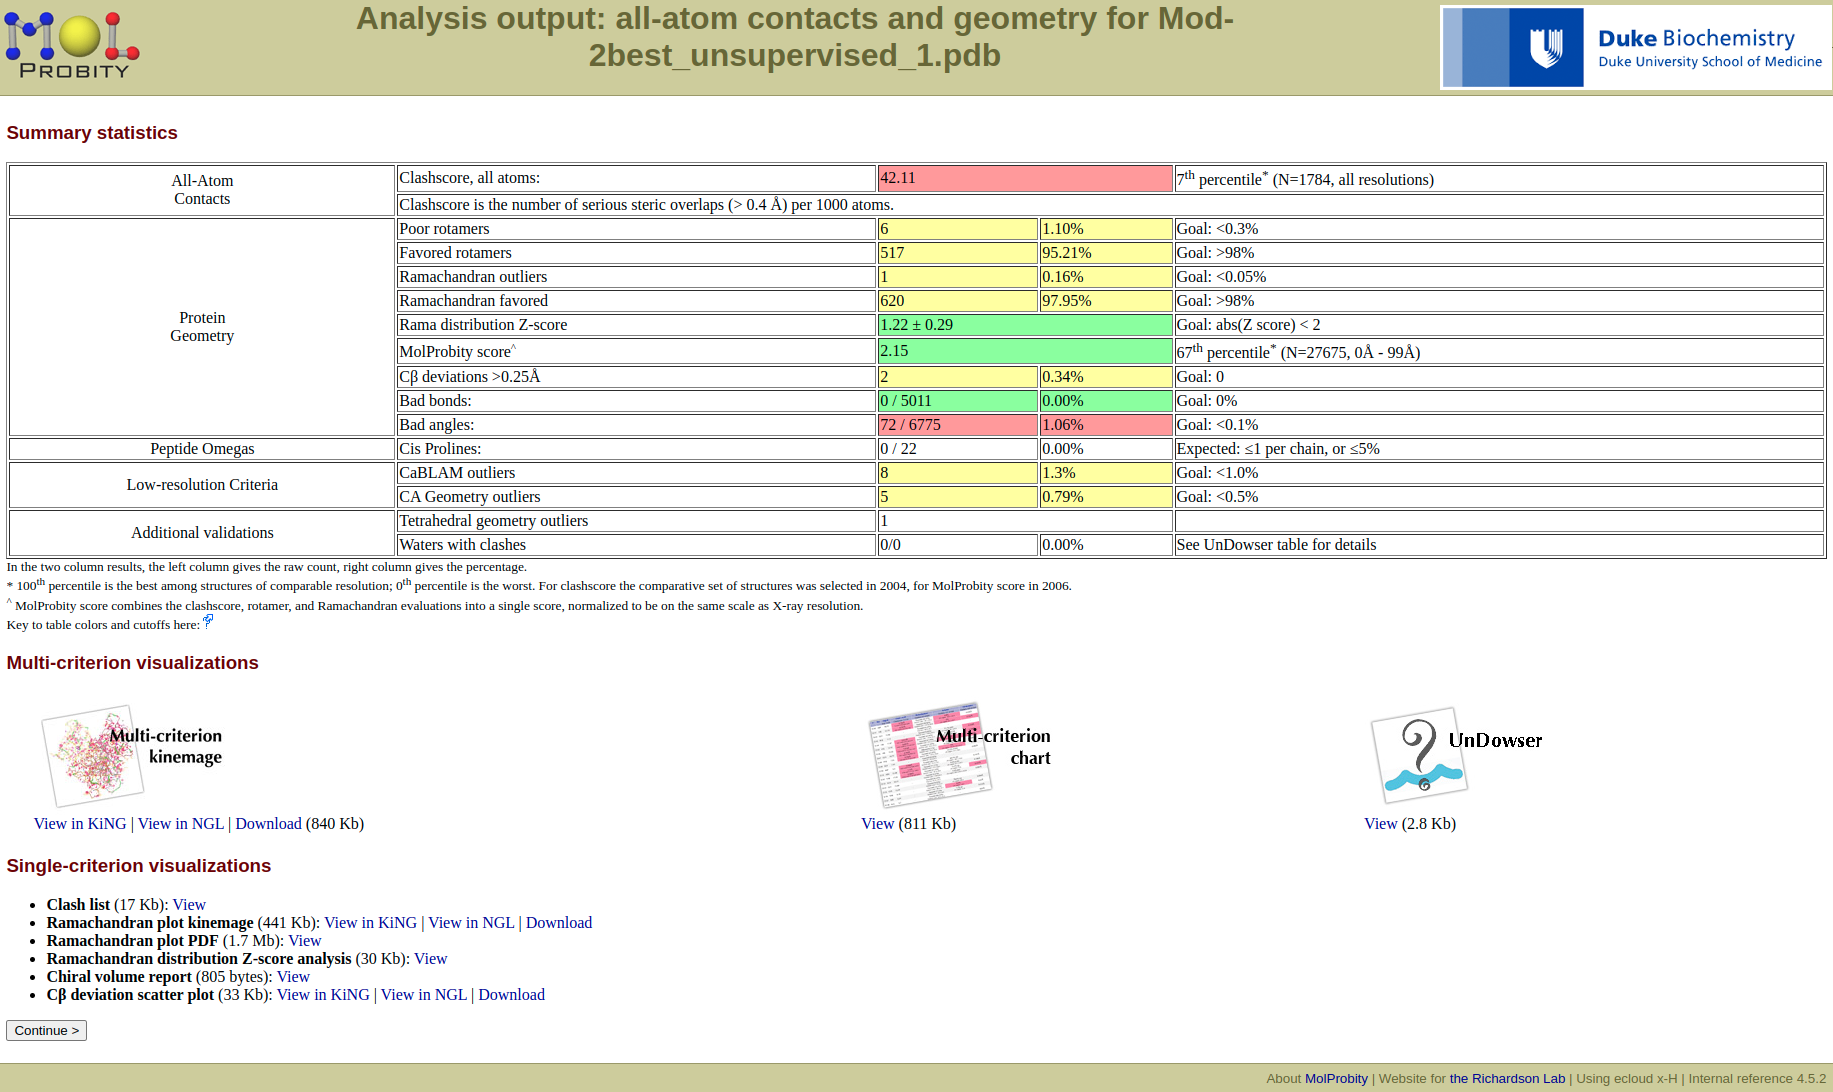 MOL
PROBITY
Analysis output: all-atom contacts and geometry for Mod-
2best_unsupervised_1.pdb
Duke Biochemistry
Duke University School of Medicine
Summary statistics
All-Atom
Contacts
Clashscore, all atoms: 42.11 7th percentile* (N=1784, all resolutions)
Clashscore is the number of serious steric overlaps (> 0.4 Å) per 1000 atoms.
Protein
Geometry
Poor rotamers 6 1.10% Goal: <0.3%
Favored rotamers 517 95.21% Goal: >98%
Ramachandran outliers 1 0.16% Goal: <0.05%
Ramachandran favored 620 97.95% Goal: >98%
Rama distribution Z-score 1.22 ± 0.29 Goal: abs(Z score) < 2
MolProbity score^ 2.15 67th percentile* (N=27675, 0Å - 99Å)
Cβ deviations >0.25Å 2 0.34% Goal: 0
Bad bonds: 0 / 5011 0.00% Goal: 0%
Bad angles: 72 / 6775 1.06% Goal: <0.1%
Peptide Omegas Cis Prolines: 0 / 22 0.00% Expected: ≤1 per chain, or ≤5%
Low-resolution Criteria
CaBLAM outliers 8 1.3% Goal: <1.0%
CA Geometry outliers 5 0.79% Goal: <0.5%
Additional validations
Tetrahedral geometry outliers 1
Waters with clashes 0/0 0.00% See UnDowser table for details
In the two column results, the left column gives the raw count, right column gives the percentage.
* 100th percentile is the best among structures of comparable resolution; 0th percentile is the worst. For clashscore the comparative set of structures was selected in 2004, for MolProbity score in 2006.
^ MolProbity score combines the clashscore, rotamer, and Ramachandran evaluations into a single score, normalized to be on the same scale as X-ray resolution.
Key to table colors and cutoffs here: ?
Multi-criterion visualizations
Multi-criterion
kinemage
View in KiNG | View in NGL | Download (840 Kb)
Multi-criterion
chart
View (811 Kb)
UnDowser
View (2.8 Kb)
Single-criterion visualizations
• Clash list (17 Kb): View
• Ramachandran plot kinemage (441 Kb): View in KiNG | View in NGL | Download
• Ramachandran plot PDF (1.7 Mb): View
• Ramachandran distribution Z-score analysis (30 Kb): View
• Chiral volume report (805 bytes): View
• Cβ deviation scatter plot (33 Kb): View in KiNG | View in NGL | Download
Continue >
About MolProbity | Website for the Richardson Lab | Using ecloud x-H | Internal reference 4.5.2